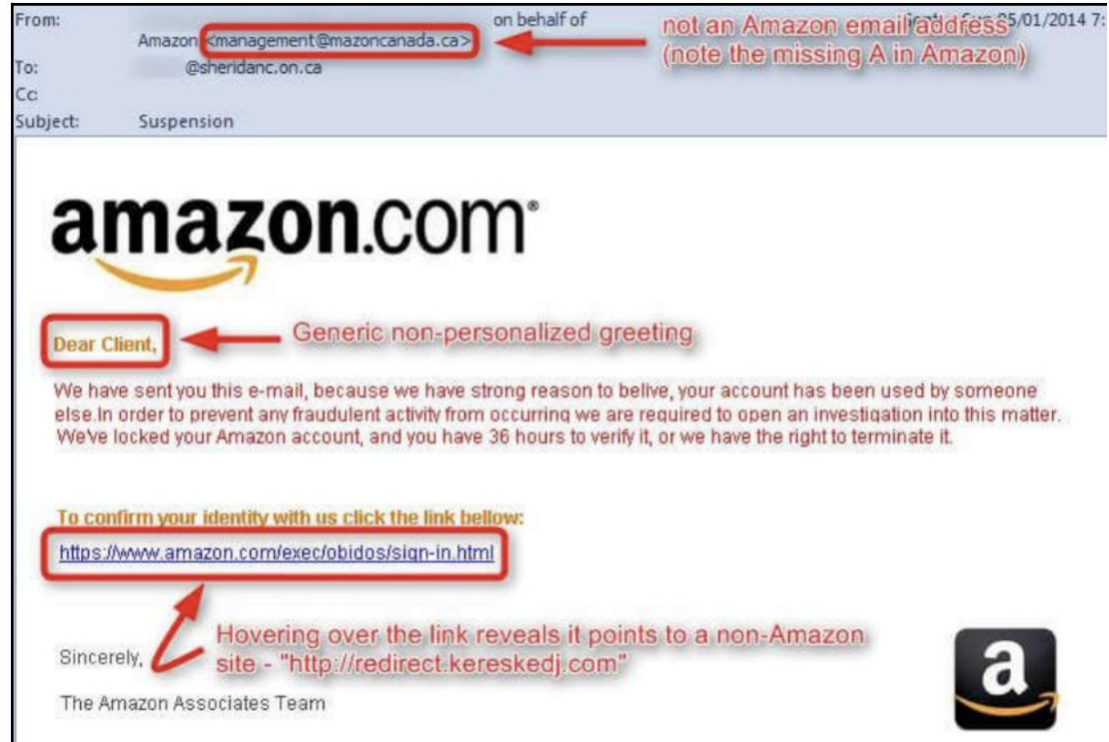 From: on behalf of
Amazon <management@mazoncanada.ca>
not an Amazon email address
(note the missing A in Amazon)
05/01/2014 7:
To: @sheridanc.on.ca
Cc:
Subject: Suspension
amazon.com®
Dear Client,
Generic non-personalized greeting
We have sent you this e-mail, because we have strong reason to belive, your account has been used by someone
else.In order to prevent any fraudulent activity from occurring we are required to open an investigation into this matter.
We've locked your Amazon account, and you have 36 hours to verify it, or we have the right to terminate it.
To confirm your identity with us click the link bellow:
https://www.amazon.com/exec/obidos/sign-in.html
Hovering over the link reveals it points to a non-Amazon
site - "http://redirect.kereskedj.com"
Sincerely,
The Amazon Associates Team
a